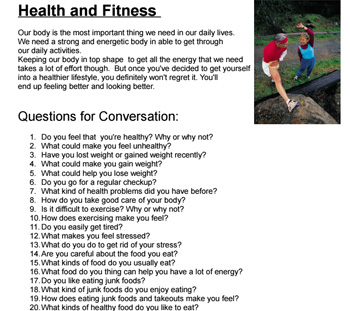 Health and Fitness
Our body is the most important thing we need in our daily lives.
We need a strong and energetic body in able to get through
our daily activities.
Keeping our body in top shape to get all the energy that we need
takes a lot of effort though. But once you've decided to get yourself
into a healthier lifestyle, you definitely won't regret it. You'll
end up feeling better and looking better.
Questions for Conversation:
1. Do you feel that you're healthy? Why or why not?
2. What could make you feel unhealthy?
3. Have you lost weight or gained weight recently?
4. What could make you gain weight?
5. What could help you lose weight?
6. Do you go for a regular checkup?
7. What kind of health problems did you have before?
8. How do you take good care of your body?
9. Is it difficult to exercise? Why or why not?
10. How does exercising make you feel?
11. Do you easily get tired?
12. What makes you feel stressed?
13. What do you do to get rid of your stress?
14. Are you careful about the food you eat?
15. What kinds of food do you usually eat?
16. What food do you thing can help you have a lot of energy?
17. Do you like eating junk foods?
18. What kind of junk foods do you enjoy eating?
19. How does eating junk foods and takeouts make you feel?
20. What kinds of healthy food do you like to eat?